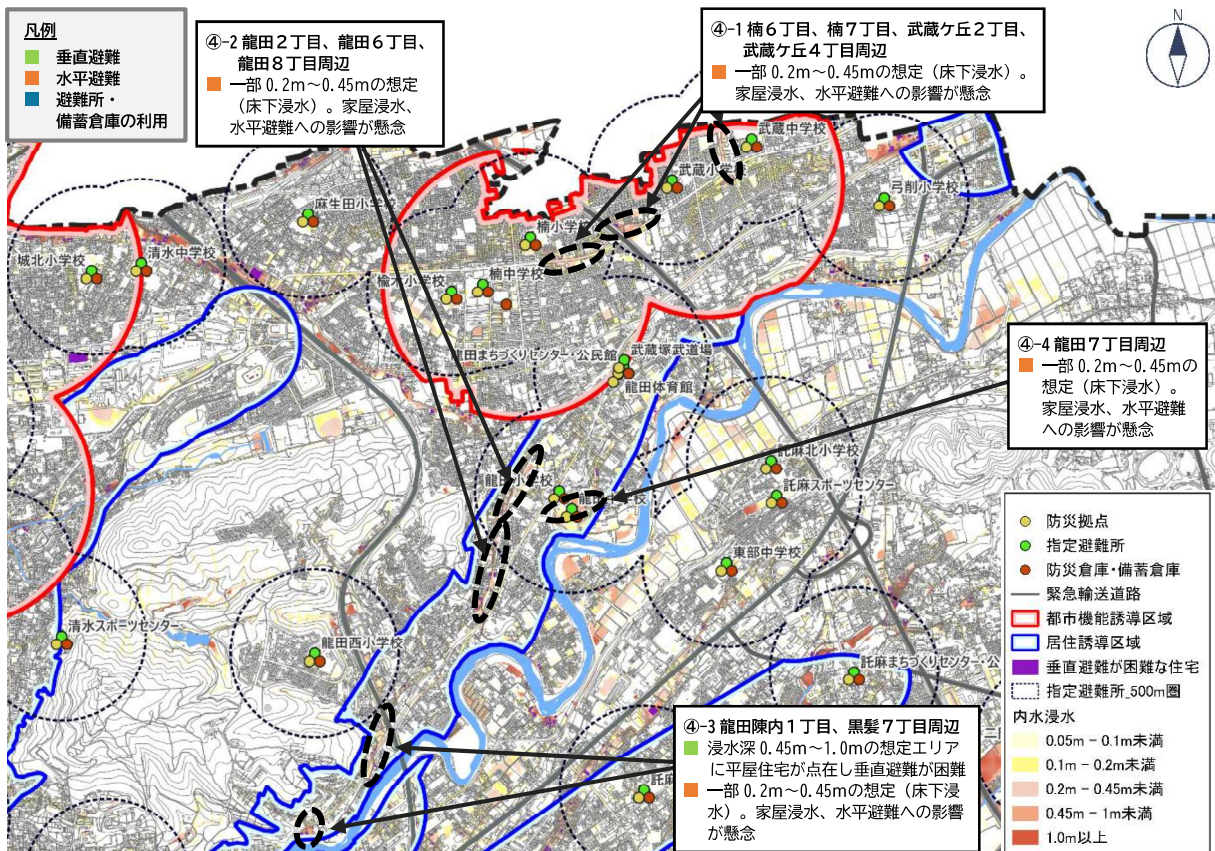 凡例
垂直避難
水平避難
避難所・
備蓄倉庫の利用
④-2 龍田2丁目、龍田6丁目、
龍田8丁目周辺
一部 0.2m~0.45mの想定
(床下浸水)。家屋浸水、
水平避難への影響が懸念
④-1 楠6丁目、楠7丁目、武蔵ケ丘2丁目、
武蔵ケ丘4丁目周辺
一部 0.2m~0.45mの想定(床下浸水)。
家屋浸水、水平避難への影響が懸念
N
武蔵中学校
武蔵小学校
弓削小学校
麻生田小学校
楠小学校
城北小学校
清水中学校
楠中学校
楡木小学校
龍田まちづくりセンター・公民館
武蔵塚武道場
龍田体育館
④-4 龍田7丁目周辺
一部 0.2m~0.45mの
想定(床下浸水)。
家屋浸水、水平避難
への影響が懸念
託麻北小学校
龍田小学校
託麻スポーツセンター
東部中学校
清水スポーツセンター
龍田西小学校
託麻まちづくりセンター・公
④-3 龍田陳内1丁目、黒髪7丁目周辺
浸水深 0.45m~1.0mの想定エリア
に平屋住宅が点在し垂直避難が困難
一部 0.2m~0.45mの想定(床下浸
水)。家屋浸水、水平避難への影響
が懸念
防災拠点
指定避難所
防災倉庫・備蓄倉庫
緊急輸送道路
都市機能誘導区域
居住誘導区域
垂直避難が困難な住宅
指定避難所_500m圏
内水浸水
0.05m - 0.1m未満
0.1m - 0.2m未満
0.2m - 0.45m未満
0.45m - 1m未満
1.0m以上